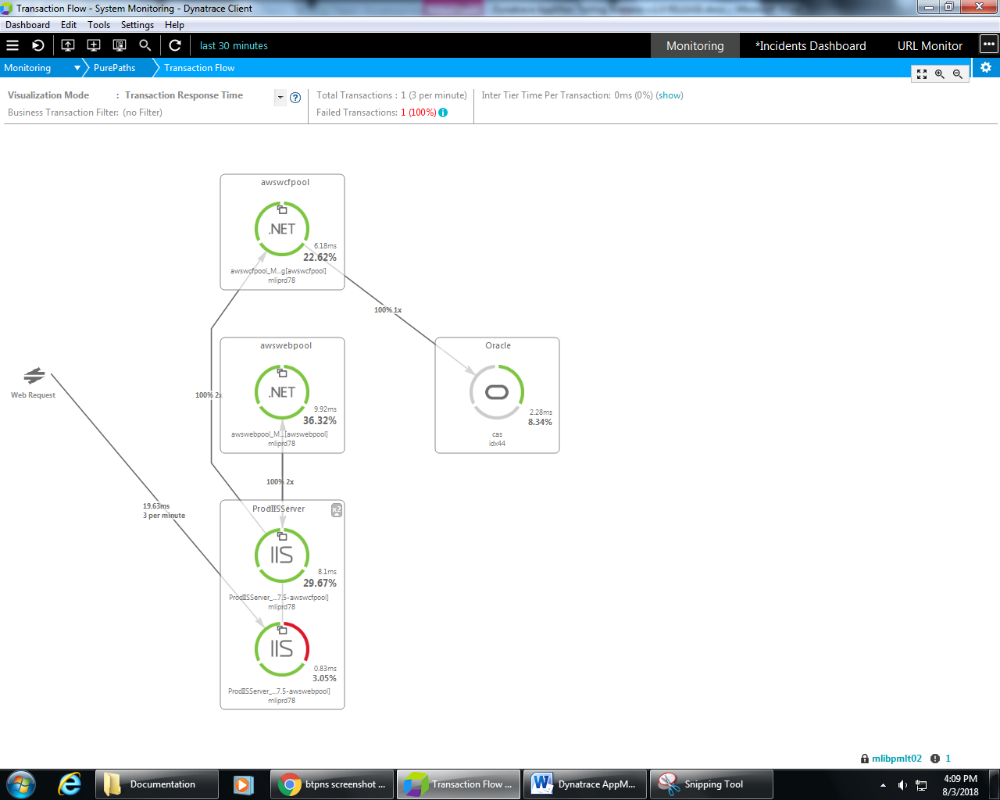 Transaction Flow - System Monitoring - Dynatrace Client
Dashboard Edit Tools Settings Help
last 30 minutes
Monitoring
*Incidents Dashboard
URL Monitor
Monitoring
PurePaths
Transaction Flow
Visualization Mode : Transaction Response Time
Business Transaction Filter: (no Filter)
Total Transactions : 1 (3 per minute)
Failed Transactions: 1 (100%)
Inter Tier Time Per Transaction: 0ms (0%) (show)
awswcfpool
.NET
6.18ms
22.62%
awswcfpool_M...g[awswcfpool]
mliprd78
100% 1x
awswebpool
.NET
9.92ms
36.32%
awswebpool_M...[awswebpool]
mliprd78
Oracle
2.28ms
8.34%
cas
idx44
Web Request
100% 2x
100% 2x
19.63ms
3 per minute
ProdIISServer
x2
IIS
8.1ms
29.67%
ProdIISServer_...7.5-awswcfpool]
mliprd78
IIS
0.83ms
3.05%
ProdIISServer_...7.5-awswebpool]
mliprd78
mlibpmlt02
1
Documentation
btpns screenshot ...
Transaction Flow ...
Dynatrace AppM...
Snipping Tool
4:09 PM
8/3/2018